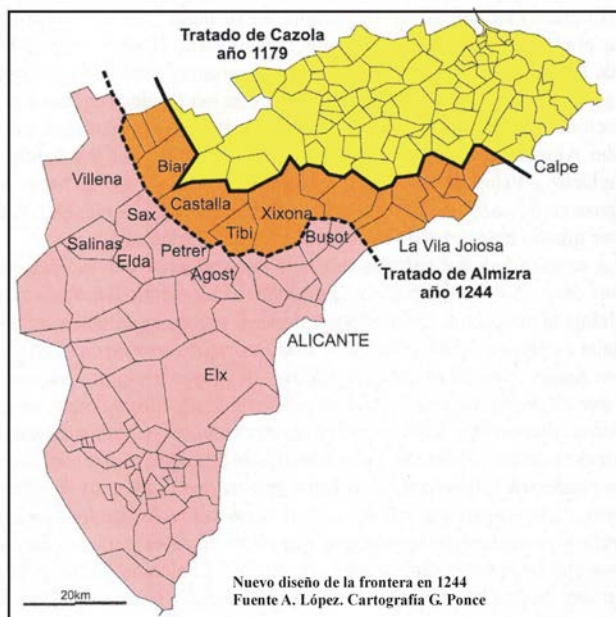 Tratado de Cazola
año 1179
Biar
Calpe
Villena
Castalla
Xixona
Sax
Tibi
Busot
Salinas
Petrer
La Vila Joiosa
Elda
Agost
Tratado de Almizra
año 1244
ALICANTE
Elx
20km
Nuevo diseño de la frontera en 1244
Fuente A. López. Cartografía G. Ponce